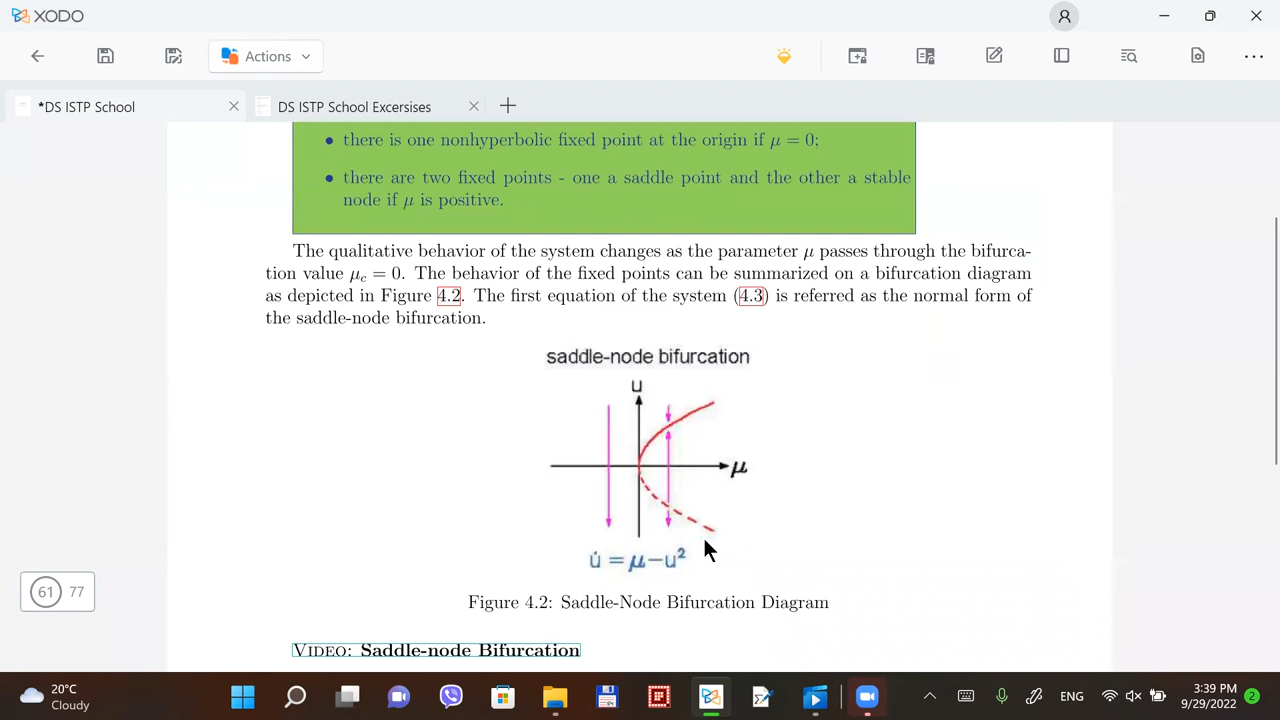 XODO
Actions
*DS ISTP School
DS ISTP School Excersises
• there is one nonhyperbolic fixed point at the origin if μ = 0;
• there are two fixed points - one a saddle point and the other a stable
node if μ is positive.
The qualitative behavior of the system changes as the parameter μ passes through the bifurca-
tion value μc = 0. The behavior of the fixed points can be summarized on a bifurcation diagram
as depicted in Figure 4.2. The first equation of the system (4.3) is referred as the normal form of
the saddle-node bifurcation.
saddle-node bifurcation
u
μ
u̇ = μ−u²
61 77
Figure 4.2: Saddle-Node Bifurcation Diagram
VIDEO: Saddle-node Bifurcation
20°C
Cloudy
ENG
3:39 PM
9/29/2022
2